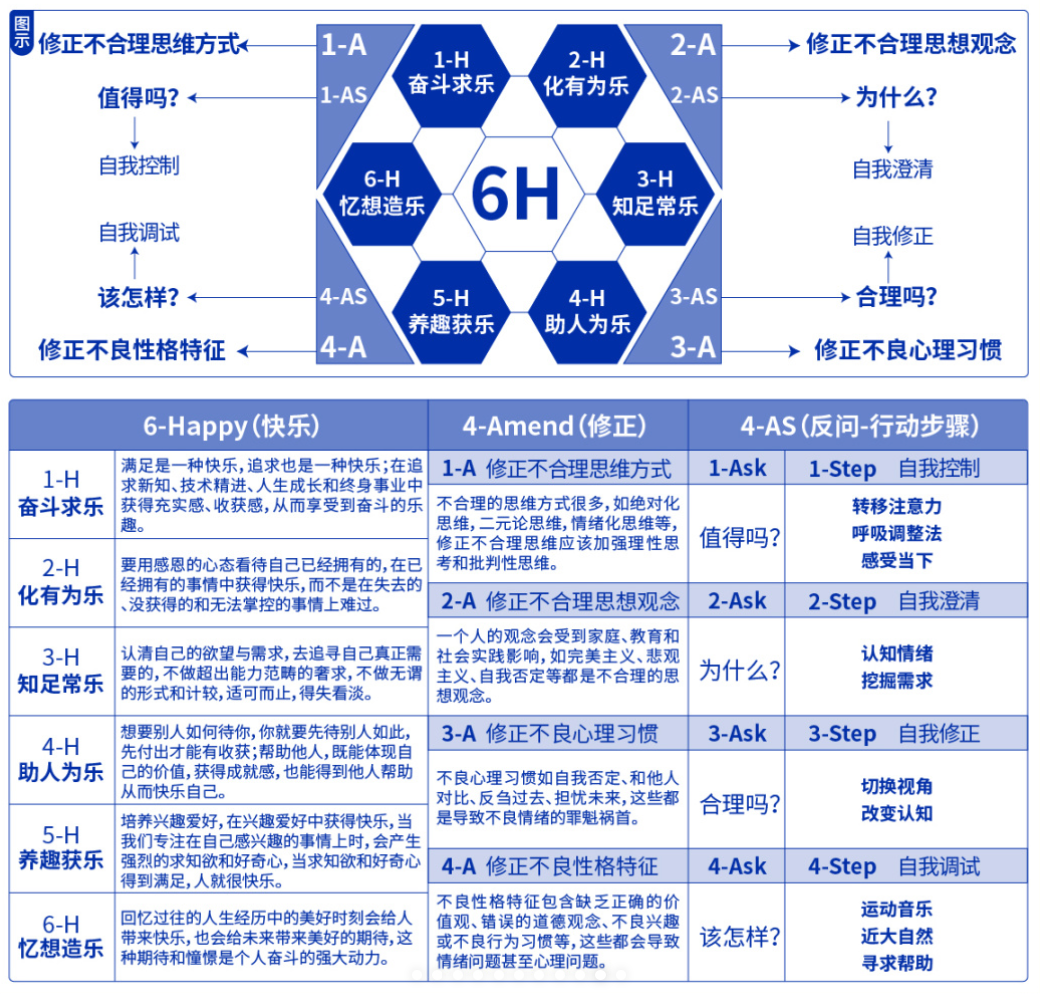 图示
修正不合理思维方式
1-A
1-H
奋斗求乐
2-H
化有为乐
2-A
修正不合理思想观念
值得吗？
1-AS
2-AS
为什么？
自我控制
自我澄清
6-H
忆想造乐
6H
3-H
知足常乐
自我调试
自我修正
该怎样？
4-AS
5-H
养趣获乐
4-H
助人为乐
3-AS
合理吗？
修正不良性格特征
4-A
3-A
修正不良心理习惯
6-Happy（快乐）
4-Amend（修正）
4-AS（反问-行动步骤）
1-H
奋斗求乐
满足是一种快乐，追求也是一种快乐；在追
求新知、技术精进、人生成长和终身事业中
获得充实感、收获感，从而享受到奋斗的乐
趣。
2-H
化有为乐
要用感恩的心态看待自己已经拥有的，在已
经拥有的事情中获得快乐，而不是在失去的
、没获得的和无法掌控的事情上难过。
3-H
知足常乐
认清自己的欲望与需求，去追寻自己真正需
要的，不做超出能力范畴的奢求，不做无谓
的形式和计较，适可而止，得失看淡。
4-H
助人为乐
想要别人如何待你，你就要先待别人如此，
先付出才能有收获；帮助他人，既能体现自
己的价值，获得成就感，也能得到他人帮助
从而快乐自己。
5-H
养趣获乐
培养兴趣爱好，在兴趣爱好中获得快乐，当
我们专注在自己感兴趣的事情上时，会产生
强烈的求知欲和好奇心，当求知欲和好奇心
得到满足，人就很快乐。
6-H
忆想造乐
回忆过往的人生经历中的美好时刻会给人
带来快乐，也会给未来带来美好的期待，这
种期待和憧憬是个人奋斗的强大动力。
1-A 修正不合理思维方式
不合理的思维方式很多，如绝对化
思维，二元论思维，情绪化思维等，
修正不合理思维应该加强理性思
考和批判性思维。
2-A 修正不合理思想观念
一个人的观念会受到家庭、教育和
社会实践影响，如完美主义、悲观
主义、自我否定等都是不合理的思
想观念。
3-A 修正不良心理习惯
不良心理习惯如自我否定、和他人
对比、反刍过去、担忧未来，这些都
是导致不良情绪的罪魁祸首。
4-A 修正不良性格特征
不良性格特征包含缺乏正确的价
值观、错误的道德观念、不良兴趣
或不良行为习惯等，这些都会导致
情绪问题甚至心理问题。
1-Ask
1-Step 自我控制
值得吗？
转移注意力
呼吸调整法
感受当下
2-Ask
2-Step 自我澄清
为什么？
认知情绪
挖掘需求
3-Ask
3-Step 自我修正
合理吗？
切换视角
改变认知
4-Ask
4-Step 自我调试
该怎样？
运动音乐
近大自然
寻求帮助